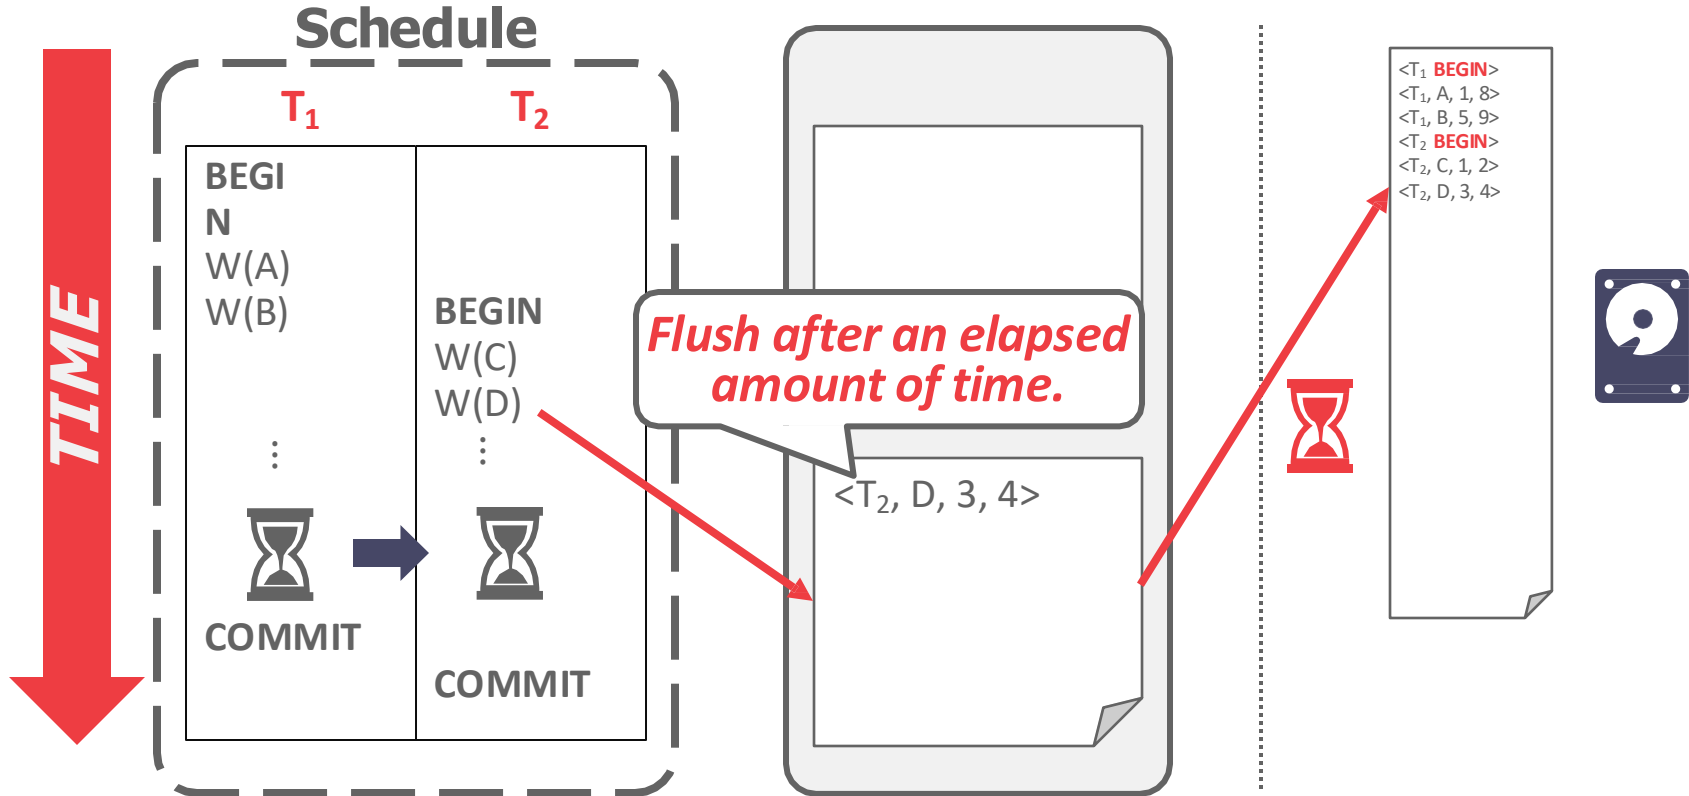 Schedule
TIME
T₁
T₂
BEGI
N
W(A)
W(B)
⋮
COMMIT
BEGIN
W(C)
W(D)
⋮
COMMIT
Flush after an elapsed
amount of time.
<T₂, D, 3, 4>
<T₁ BEGIN>
<T₁, A, 1, 8>
<T₁, B, 5, 9>
<T₂ BEGIN>
<T₂, C, 1, 2>
<T₂, D, 3, 4>